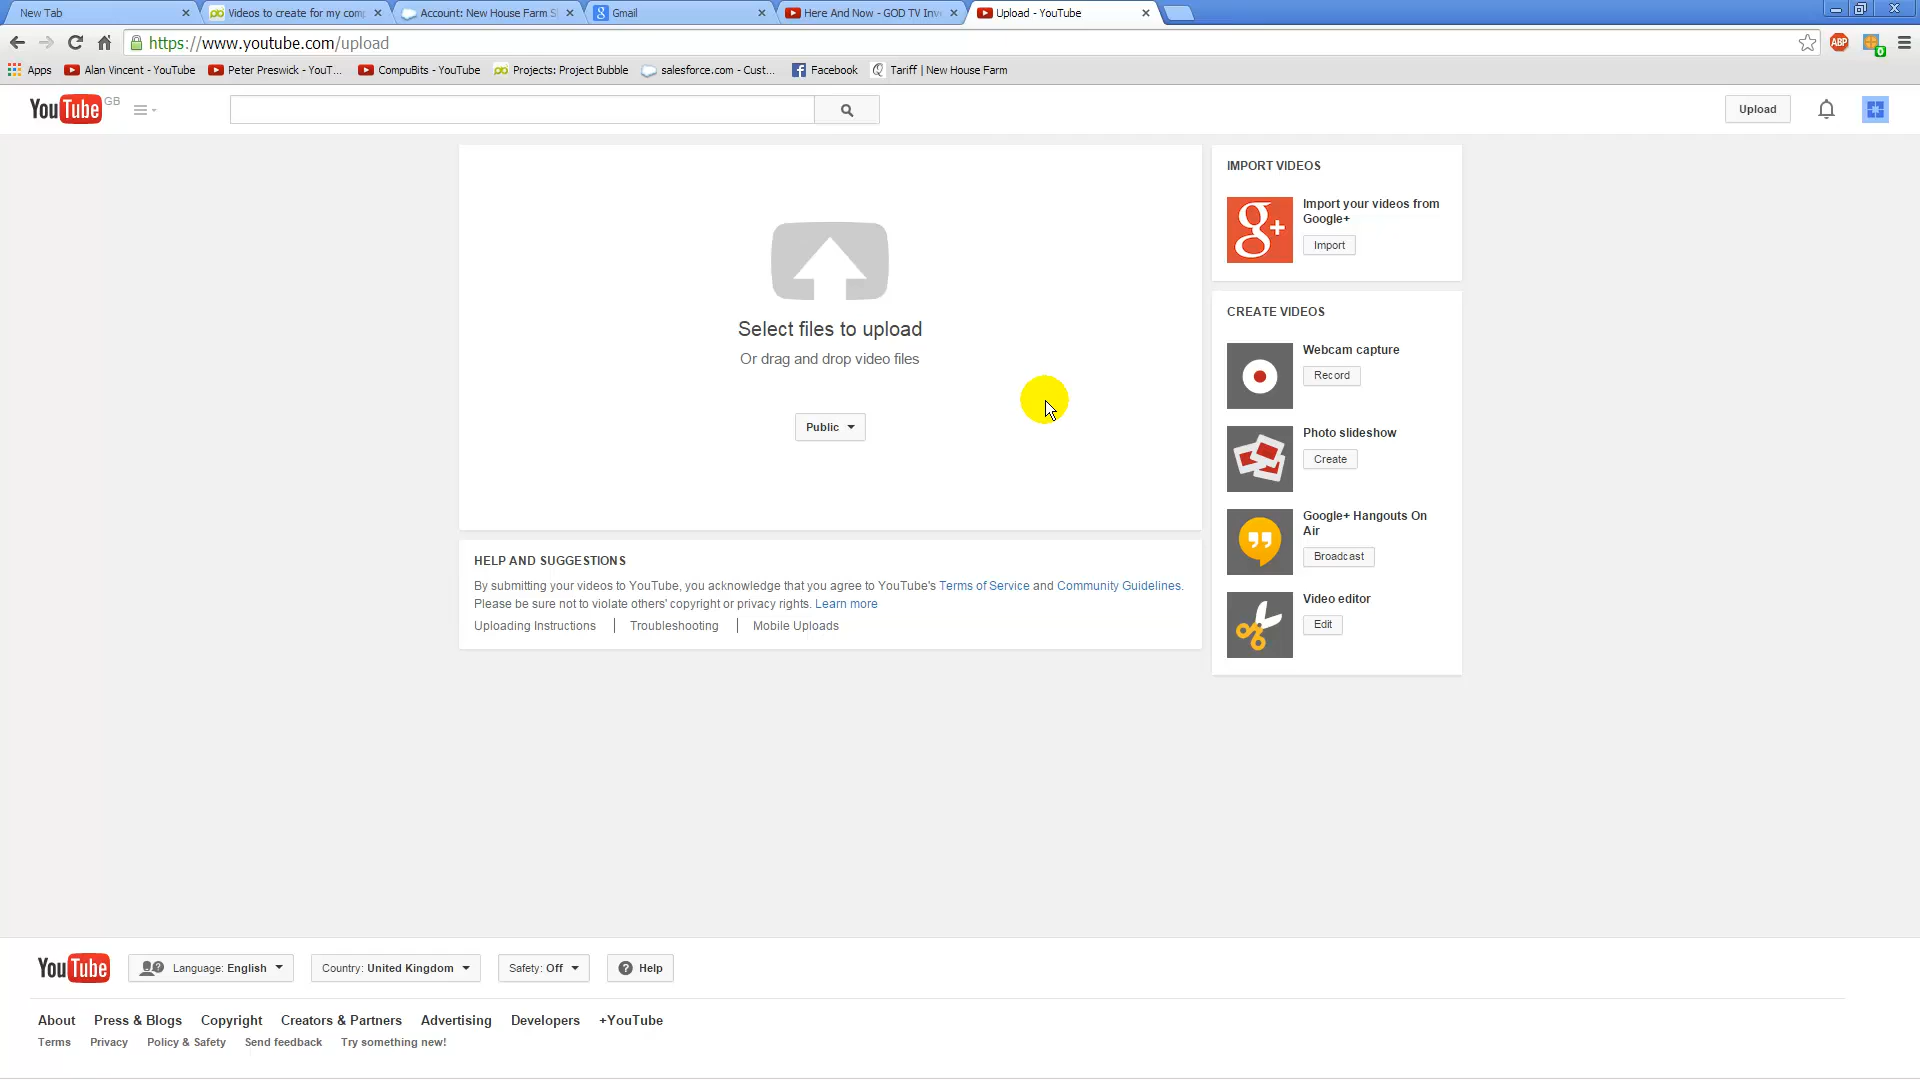 New Tab
Videos to create for my comp
Account: New House Farm S
Gmail
Here And Now - GOD TV Inv
Upload - YouTube
https://www.youtube.com/upload
ABP
0
Apps
Alan Vincent - YouTube
Peter Preswick - YouT...
CompuBits - YouTube
Projects: Project Bubble
salesforce.com - Cust...
Facebook
Tariff | New House Farm
YouTube GB
Upload
Select files to upload
Or drag and drop video files
Public
IMPORT VIDEOS
Import your videos from
Google+
Import
CREATE VIDEOS
Webcam capture
Record
Photo slideshow
Create
Google+ Hangouts On
Air
Broadcast
Video editor
Edit
HELP AND SUGGESTIONS
By submitting your videos to YouTube, you acknowledge that you agree to YouTube's Terms of Service and Community Guidelines.
Please be sure not to violate others' copyright or privacy rights. Learn more
Uploading Instructions | Troubleshooting | Mobile Uploads
YouTube
Language: English
Country: United Kingdom
Safety: Off
Help
About Press & Blogs Copyright Creators & Partners Advertising Developers +YouTube
Terms Privacy Policy & Safety Send feedback Try something new!